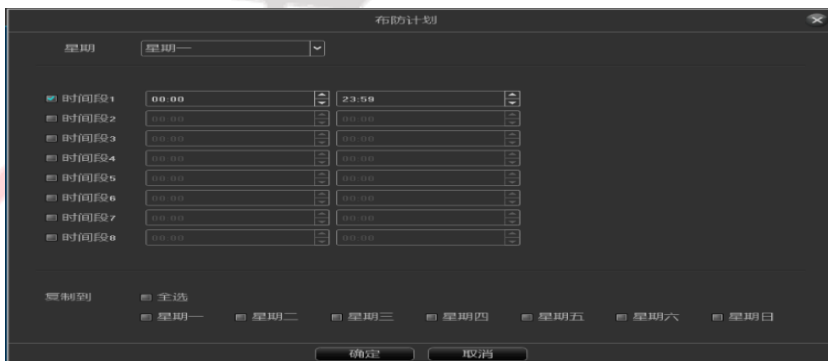 布防计划
星期 星期一
时间段1 00:00 23:59
时间段2 00:00 00:00
时间段3 00:00 00:00
时间段4 00:00 00:00
时间段5 00:00 00:00
时间段6 00:00 00:00
时间段7 00:00 00:00
时间段8 00:00 00:00
复制到 全选
星期一 星期二 星期三 星期四 星期五 星期六 星期日
确定 取消